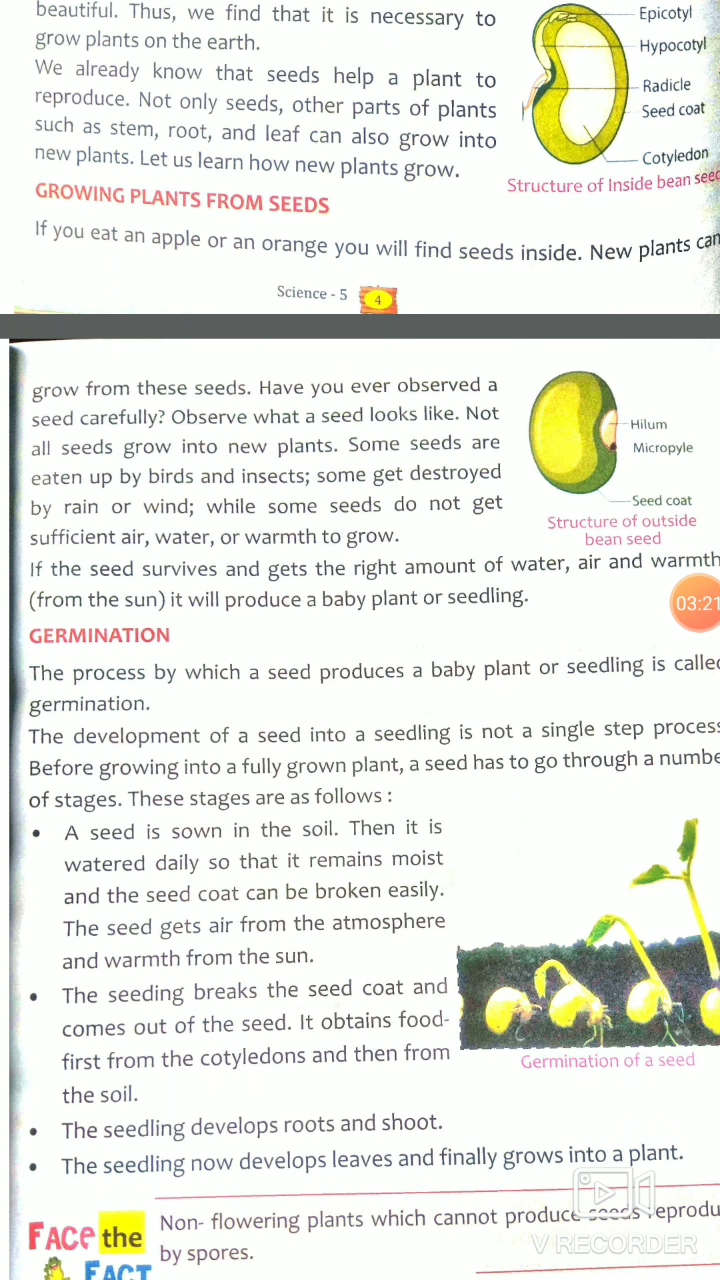 beautiful. Thus, we find that it is necessary to
grow plants on the earth.
We already know that seeds help a plant to
reproduce. Not only seeds, other parts of plants
such as stem, root, and leaf can also grow into
new plants. Let us learn how new plants grow.
Epicotyl
Hypocotyl
Radicle
Seed coat
Cotyledon
Structure of Inside bean seed
GROWING PLANTS FROM SEEDS
If you eat an apple or an orange you will find seeds inside. New plants can
Science - 5 4
grow from these seeds. Have you ever observed a
seed carefully? Observe what a seed looks like. Not
all seeds grow into new plants. Some seeds are
eaten up by birds and insects; some get destroyed
by rain or wind; while some seeds do not get
sufficient air, water, or warmth to grow.
Hilum
Micropyle
Seed coat
Structure of outside
bean seed
If the seed survives and gets the right amount of water, air and warmth
(from the sun) it will produce a baby plant or seedling.
03:21
GERMINATION
The process by which a seed produces a baby plant or seedling is called
germination.
The development of a seed into a seedling is not a single step process
Before growing into a fully grown plant, a seed has to go through a numbe
of stages. These stages are as follows :
• A seed is sown in the soil. Then it is
watered daily so that it remains moist
and the seed coat can be broken easily.
The seed gets air from the atmosphere
and warmth from the sun.
• The seeding breaks the seed coat and
comes out of the seed. It obtains food-
first from the cotyledons and then from
the soil.
Germination of a seed
• The seedling develops roots and shoot.
• The seedling now develops leaves and finally grows into a plant.
FACE the
FACT
Non- flowering plants which cannot produce seeds reprodu
by spores.
V RECORDER